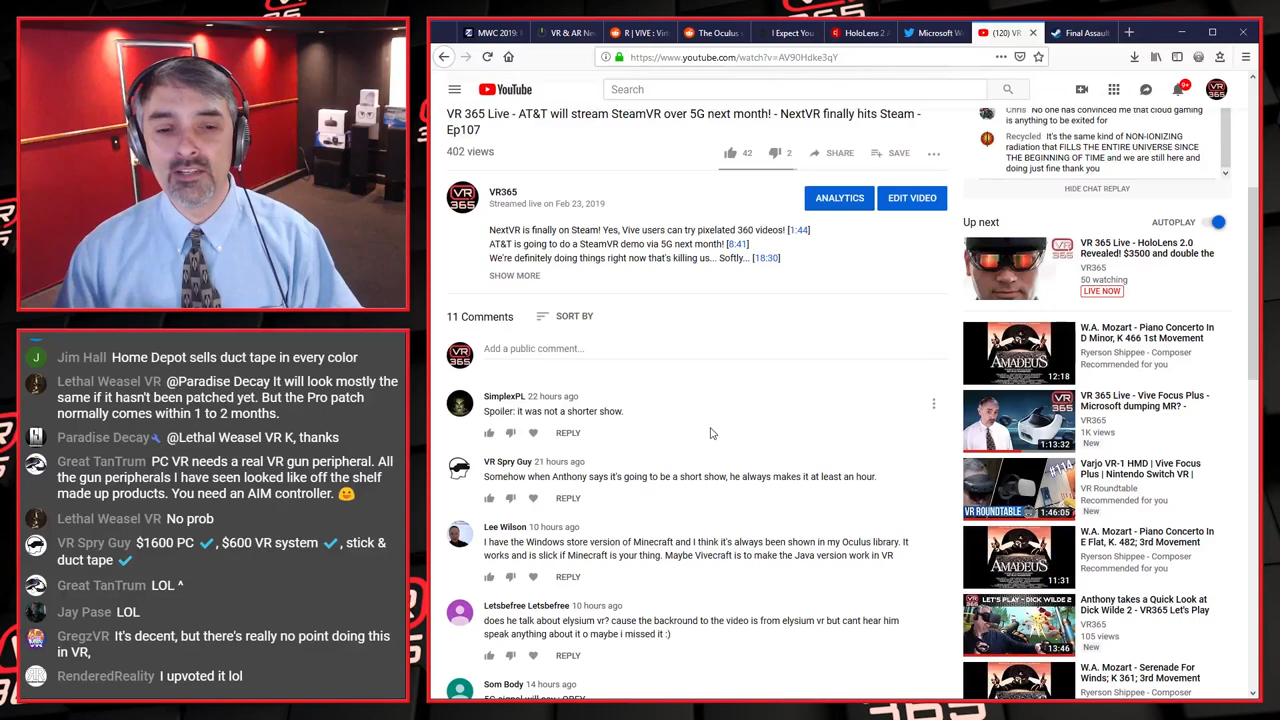 MWC 2019:
VR & AR Ne
R | VIVE : Virt
The Oculus
I Expect You
HoloLens 2
Microsoft W
(120) VR
Final Assault
https://www.youtube.com/watch?v=AV90Hdke3qY
YouTube
Search
9+
VR 365
VR 365 Live - AT&T will stream SteamVR over 5G next month! - NextVR finally hits Steam -
Ep107
402 views
42
2
SHARE
SAVE
VR 365
VR365
Streamed live on Feb 23, 2019
ANALYTICS
EDIT VIDEO
NextVR is finally on Steam! Yes, Vive users can try pixelated 360 videos! [1:44]
AT&T is going to do a SteamVR demo via 5G next month! [8:41]
We're definitely doing things right now that's killing us... Softly... [18:30]
SHOW MORE
11 Comments
SORT BY
VR 365
Add a public comment...
SimplexPL 22 hours ago
Spoiler: it was not a shorter show.
REPLY
VR Spry Guy 21 hours ago
Somehow when Anthony says it's going to be a short show, he always makes it at least an hour.
REPLY
Lee Wilson 10 hours ago
I have the Windows store version of Minecraft and I think it's always been shown in my Oculus library. It
works and is slick if Minecraft is your thing. Maybe Vivecraft is to make the Java version work in VR
REPLY
Letsbefree Letsbefree 10 hours ago
does he talk about elysium vr? cause the backround to the video is from elysium vr but cant hear him
speak anything about it o maybe i missed it :)
REPLY
Som Body 14 hours ago
Chris No one has convinced me that cloud gaming
is anything to be exited for
Recycled It's the same kind of NON-IONIZING
radiation that FILLS THE ENTIRE UNIVERSE SINCE
THE BEGINNING OF TIME and we are still here and
doing just fine thank you
HIDE CHAT REPLAY
Up next
AUTOPLAY
VR 365 Live - HoloLens 2.0
Revealed! $3500 and double the
VR365
50 watching
LIVE NOW
AMADEUS
12:18
W.A. Mozart - Piano Concerto In
D Minor, K 466 1st Movement
Ryerson Shippee - Composer
Recommended for you
1:13:32
VR 365 Live - Vive Focus Plus -
Microsoft dumping MR? -
VR365
1K views
New
#114
VR ROUNDTABLE
1:46:05
Varjo VR-1 HMD | Vive Focus
Plus | Nintendo Switch VR |
VR Roundtable
Recommended for you
New
AMADEUS
11:31
W.A. Mozart - Piano Concerto In
E Flat, K. 482; 3rd Movement
Ryerson Shippee - Composer
Recommended for you
LET'S PLAY - DICK WILDE 2
13:46
Anthony takes a Quick Look at
Dick Wilde 2 - VR365 Let's Play
VR365
105 views
New
W.A. Mozart - Serenade For
Winds; K 361; 3rd Movement
Ryerson Shippee - Composer
J
Jim Hall Home Depot sells duct tape in every color
Lethal Weasel VR @Paradise Decay It will look mostly the
same if it hasn't been patched yet. But the Pro patch
normally comes within 1 to 2 months.
Paradise Decay @Lethal Weasel VR K, thanks
Great TanTrum PC VR needs a real VR gun peripheral. All
the gun peripherals I have seen looked like off the shelf
made up products. You need an AIM controller.
Lethal Weasel VR No prob
VR Spry Guy $1600 PC ✔, $600 VR system ✔, stick &
duct tape ✔
Great TanTrum LOL ^
Jay Pase LOL
GregzVR It's decent, but there's really no point doing this
in VR,
RenderedReality I upvoted it lol